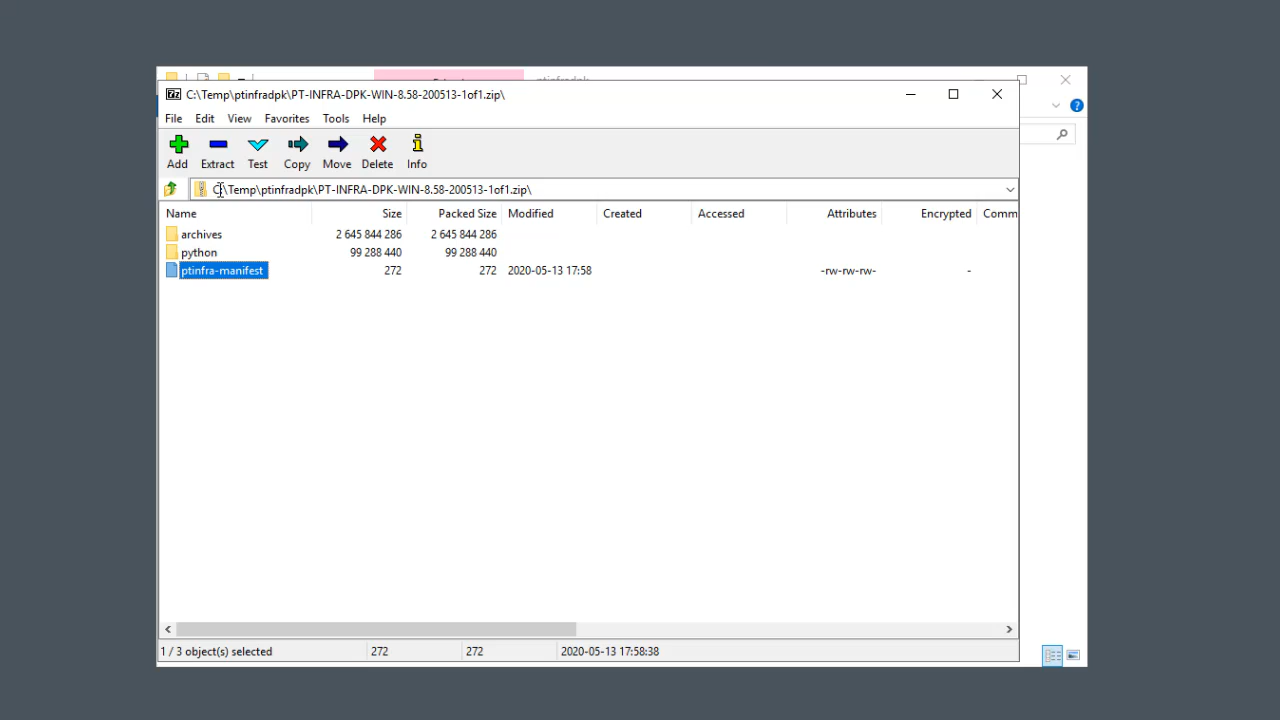 C:\Temp\ptinfradpk\PT-INFRA-DPK-WIN-8.58-200513-1of1.zip\
File Edit View Favorites Tools Help
Add Extract Test Copy Move Delete Info
C:\Temp\ptinfradpk\PT-INFRA-DPK-WIN-8.58-200513-1of1.zip\
Name Size Packed Size Modified Created Accessed Attributes Encrypted Comm
archives 2 645 844 286 2 645 844 286
python 99 288 440 99 288 440
ptinfra-manifest 272 272 2020-05-13 17:58 -rw-rw-rw- -
1 / 3 object(s) selected 272 272 2020-05-13 17:58:38